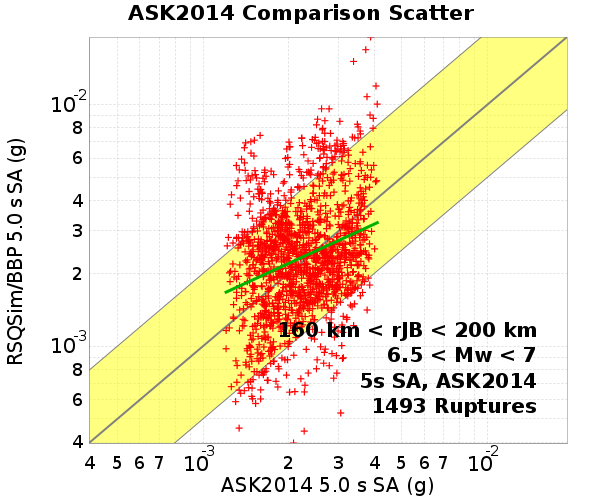 ASK2014 Comparison Scatter
RSQSim/BBP 5.0 s SA (g)
10-2
8
6
4
3
2
10-3
8
6
4
160 km < rJB < 200 km
6.5 < Mw < 7
5s SA, ASK2014
1493 Ruptures
4 5 6 7 10-3 2 3 4 5 6 7 10-2
ASK2014 5.0 s SA (g)